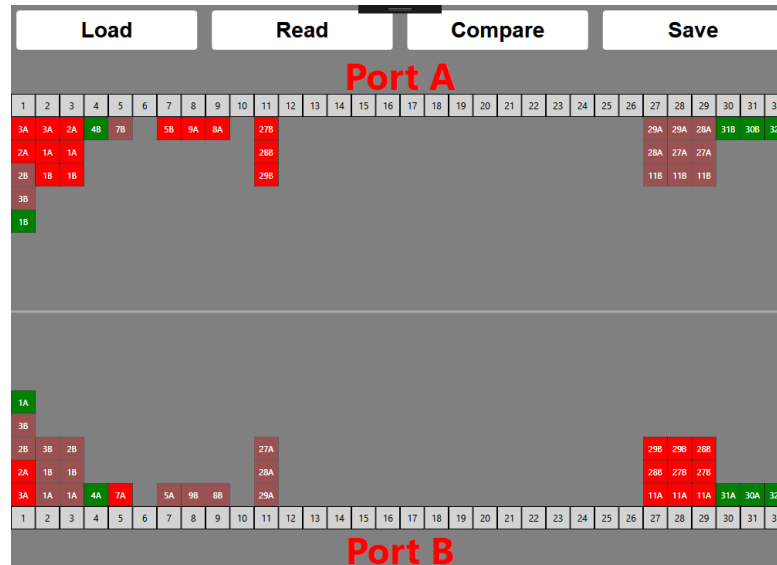 Load Read Compare Save
Port A
1 2 3 4 5 6 7 8 9 10 11 12 13 14 15 16 17 18 19 20 21 22 23 24 25 26 27 28 29 30 31
3A 3A 2A 4B 7B 5B 9A 8A 27B 29A 29A 28A 31B 30B 32
2A 1A 1A 28B 28A 27A 27A
2B 1B 1B 29B 11B 11B 11B
3B
1B
1A
3B
2B 3B 2B 27A 29B 29B 28B
2A 1B 1B 28A 28B 27B 27B
3A 1A 1A 4A 7A 5A 9B 8B 29A 11A 11A 11A 31A 30A 32
1 2 3 4 5 6 7 8 9 10 11 12 13 14 15 16 17 18 19 20 21 22 23 24 25 26 27 28 29 30 31
Port B